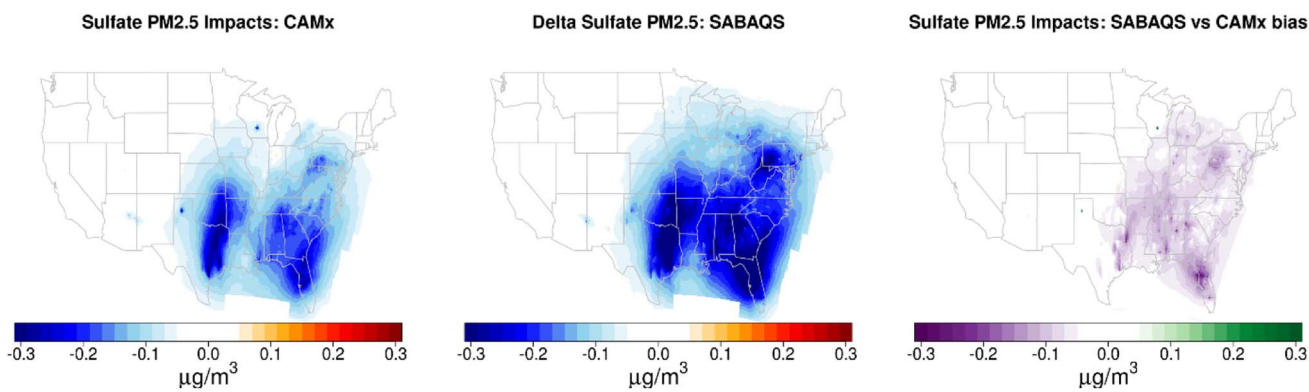 Sulfate PM2.5 Impacts: CAMx
-0.3 -0.2 -0.1 0.0 0.1 0.2 0.3
μg/m³
Delta Sulfate PM2.5: SABAQS
-0.3 -0.2 -0.1 0.0 0.1 0.2 0.3
μg/m³
Sulfate PM2.5 Impacts: SABAQS vs CAMx bias
-0.3 -0.2 -0.1 0.0 0.1 0.2 0.3
μg/m³